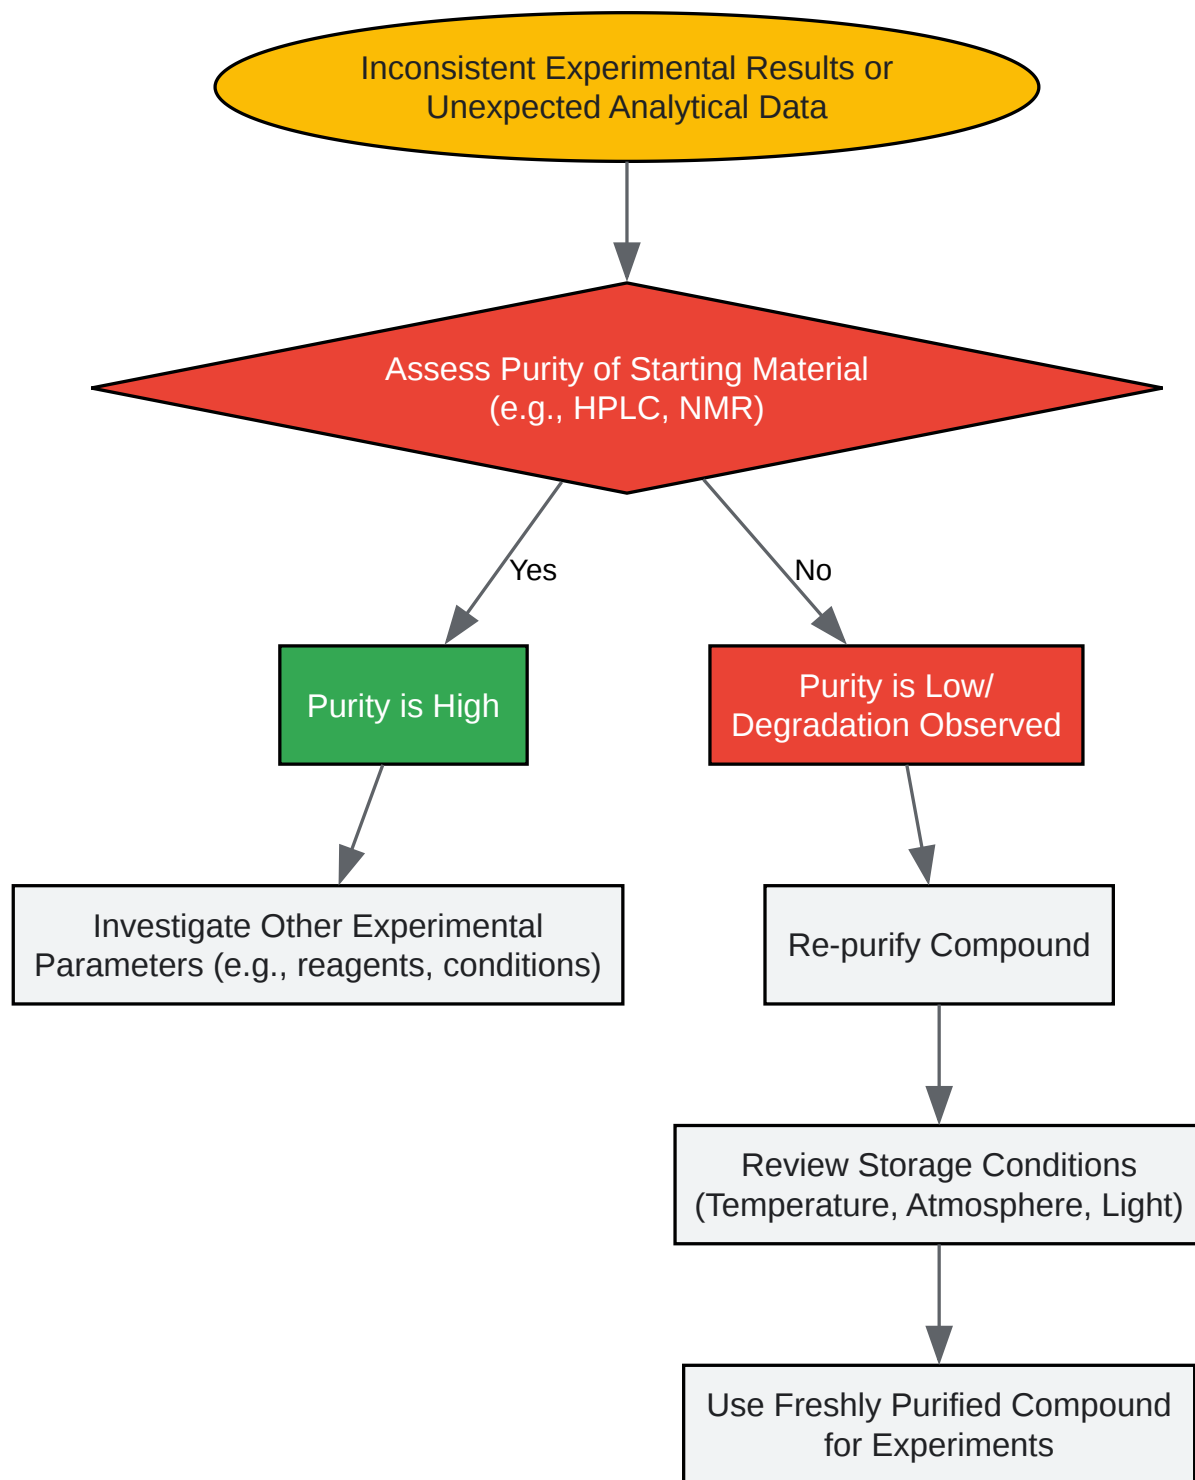 Inconsistent Experimental Results or
Unexpected Analytical Data
Assess Purity of Starting Material
(e.g., HPLC, NMR)
Yes
No
Purity is High
Purity is Low/
Degradation Observed
Investigate Other Experimental
Parameters (e.g., reagents, conditions)
Re-purify Compound
Review Storage Conditions
(Temperature, Atmosphere, Light)
Use Freshly Purified Compound
for Experiments